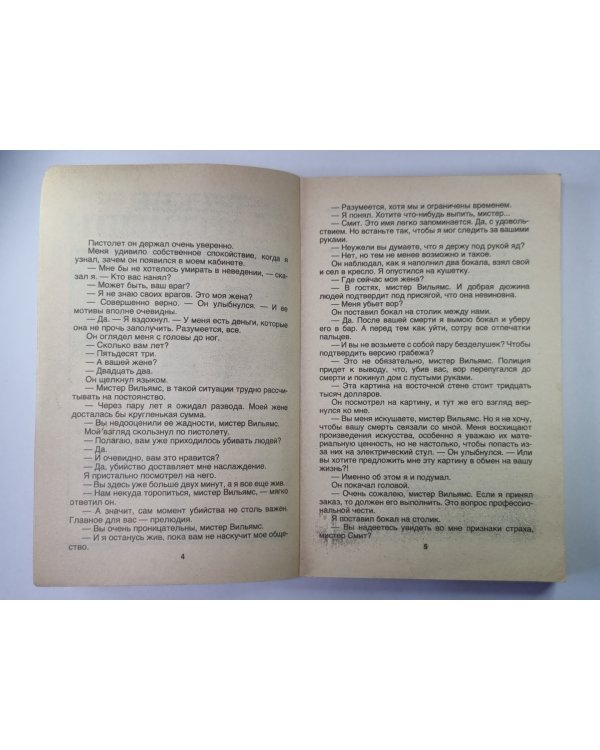 Пистолет он держал очень уверенно.
Меня удивило собственное спокойствие, когда я
узнал, зачем он появился в моем кабинете.
— Мне бы не хотелось умирать в неведении, — ска-
зал я. — Кто вас нанял?
— Может быть, ваш враг?
— Я не знаю своих врагов. Это моя жена?
— Совершенно верно. — Он улыбнулся. — И ее
мотивы вполне очевидны.
— Да. — Я вздохнул. — У меня есть деньги, которые
она не прочь заполучить. Разумеется, все.
Он оглядел меня с головы до ног.
— Сколько вам лет?
— Пятьдесят три.
— А вашей жене?
— Двадцать два.
Он щелкнул языком.
— Мистер Вильямс, в такой ситуации трудно рассчи-
тывать на постоянство.
— Через пару лет я ожидал развода. Моей жене
досталась бы кругленькая сумма.
— Вы недооценили ее жадности, мистер Вильямс.
Мой взгляд скользнул по пистолету.
— Полагаю, вам уже приходилось убивать людей?
— Да.
— И очевидно, вам это нравится?
— Да, убийство доставляет мне наслаждение.
Я пристально посмотрел на него.
— Вы здесь уже больше двух минут, а я все еще жив.
— Нам некуда торопиться, мистер Вильямс, — мягко
ответил он.
— А значит, сам момент убийства не столь важен.
Главное для вас — прелюдия.
— Вы очень проницательны, мистер Вильямс.
— И я останусь жив, пока вам не наскучит мое обще-
ство.
4
— Разумеется, хотя мы и ограничены временем.
— Я понял. Хотите что-нибудь выпить, мистер...
— Смит. Это имя легко запоминается. Да, с удоволь-
ствием. Но встаньте так, чтобы я мог следить за вашими
руками.
— Неужели вы думаете, что я держу под рукой яд?
— Нет, но тем не менее возможно и такое.
Он наблюдал, как я наполнил два бокала, взял свой
и сел в кресло. Я опустился на кушетку.
— Где сейчас моя жена?
— В гостях, мистер Вильямс. И добрая дюжина
людей подтвердит под присягой, что она невиновна.
— Меня убьет вор?
Он поставил бокал на столик между нами.
— Да. После вашей смерти я вымою бокал и уберу
его в бар. А перед тем как уйти, сотру все отпечатки
пальцев.
— И вы не возьмете с собой пару безделушек? Чтобы
подтвердить версию грабежа?
— Это не обязательно, мистер Вильямс. Полиция
придет к выводу, что, убив вас, вор перепугался до
смерти и покинул дом с пустыми руками.
— Эта картина на восточной стене стоит тридцать
тысяч долларов.
Он посмотрел на картину, и тут же его взгляд вер-
нулся ко мне.
— Вы меня искушаете, мистер Вильямс. Но я не хочу,
чтобы вашу смерть связали со мной. Меня восхищают
произведения искусства, особенно я уважаю их мате-
риальную ценность, но не настолько, чтобы попасть из-
за них на электрический стул. — Он улыбнулся. — Или
вы хотите предложить мне эту картину в обмен на вашу
жизнь?!
— Именно об этом я и подумал.
Он покачал головой.
— Очень сожалею, мистер Вильямс. Если я принял
заказ, то должен его выполнить. Это вопрос профессио-
нальной чести.
Я поставил бокал на столик.
— Вы надеетесь увидеть во мне признаки страха,
мистер Смит?
5